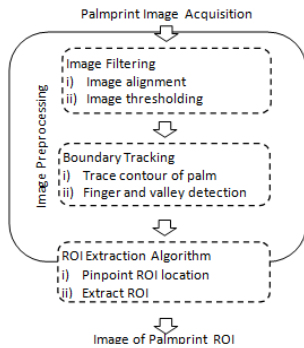 Palmprint Image Acquisition
Image Preprocessing
Image Filtering
i) Image alignment
ii) Image thresholding
Boundary Tracking
i) Trace contour of palm
ii) Finger and valley detection
ROI Extraction Algorithm
i) Pinpoint ROI location
ii) Extract ROI
Image of Palmprint ROI